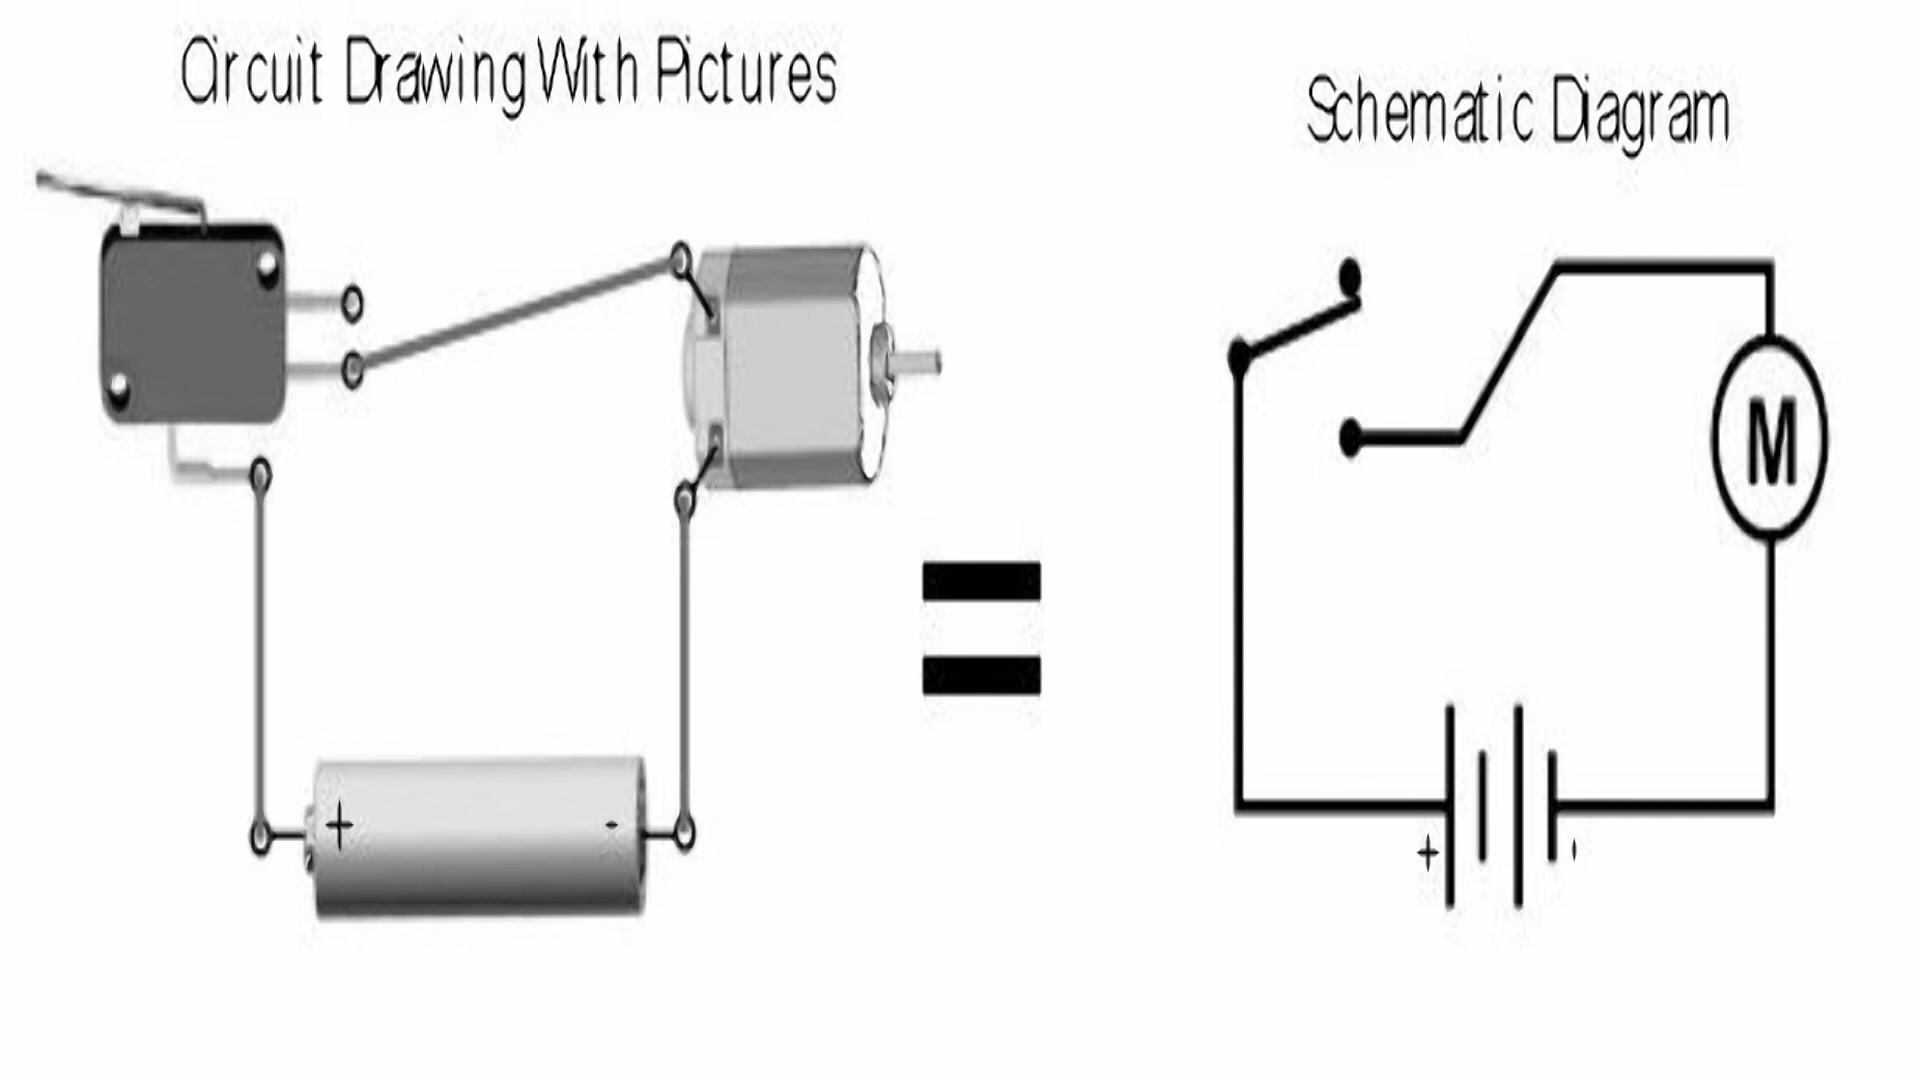 Circuit Drawing With Pictures
Schematic Diagram
M
+ -
+ -